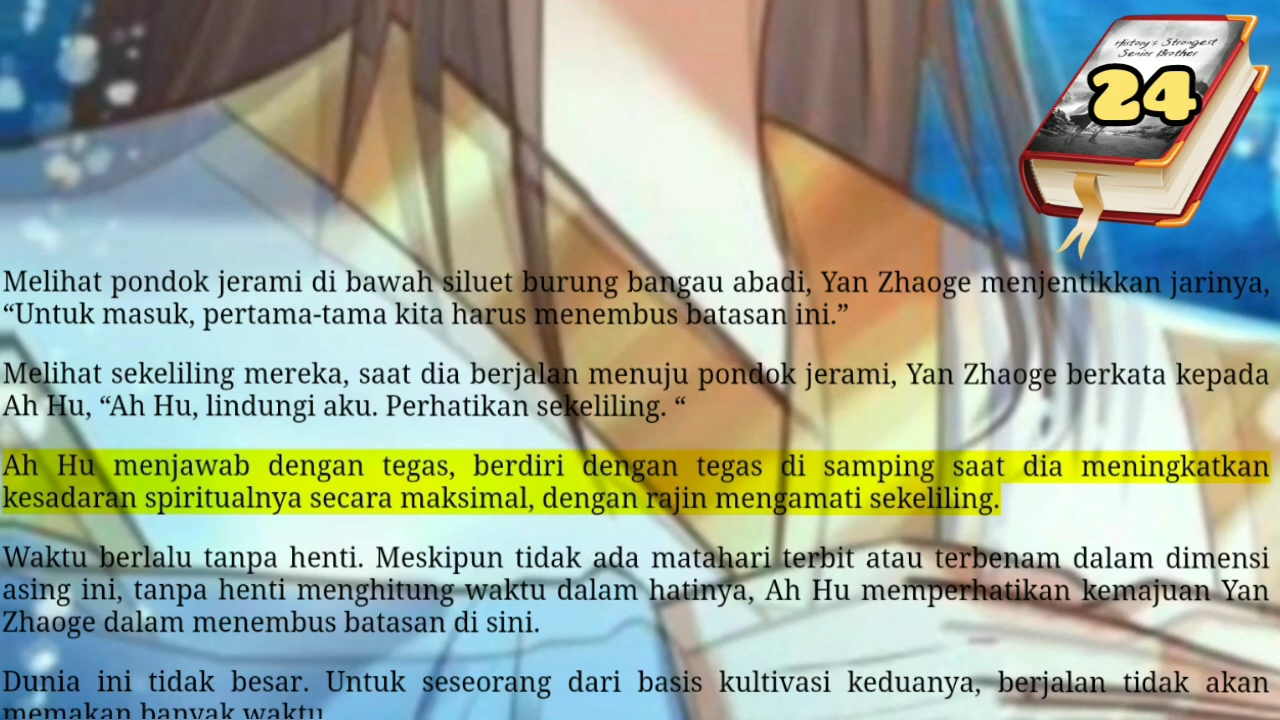 History's Strongest
Senior Brother
24
Melihat pondok jerami di bawah siluet burung bangau abadi, Yan Zhaoge menjentikkan jarinya,
“Untuk masuk, pertama-tama kita harus menembus batasan ini.”
Melihat sekeliling mereka, saat dia berjalan menuju pondok jerami, Yan Zhaoge berkata kepada
Ah Hu, “Ah Hu, lindungi aku. Perhatikan sekeliling. “
Ah Hu menjawab dengan tegas, berdiri dengan tegas di samping saat dia meningkatkan
kesadaran spiritualnya secara maksimal, dengan rajin mengamati sekeliling.
Waktu berlalu tanpa henti. Meskipun tidak ada matahari terbit atau terbenam dalam dimensi
asing ini, tanpa henti menghitung waktu dalam hatinya, Ah Hu memperhatikan kemajuan Yan
Zhaoge dalam menembus batasan di sini.
Dunia ini tidak besar. Untuk seseorang dari basis kultivasi keduanya, berjalan tidak akan
memakan banyak waktu